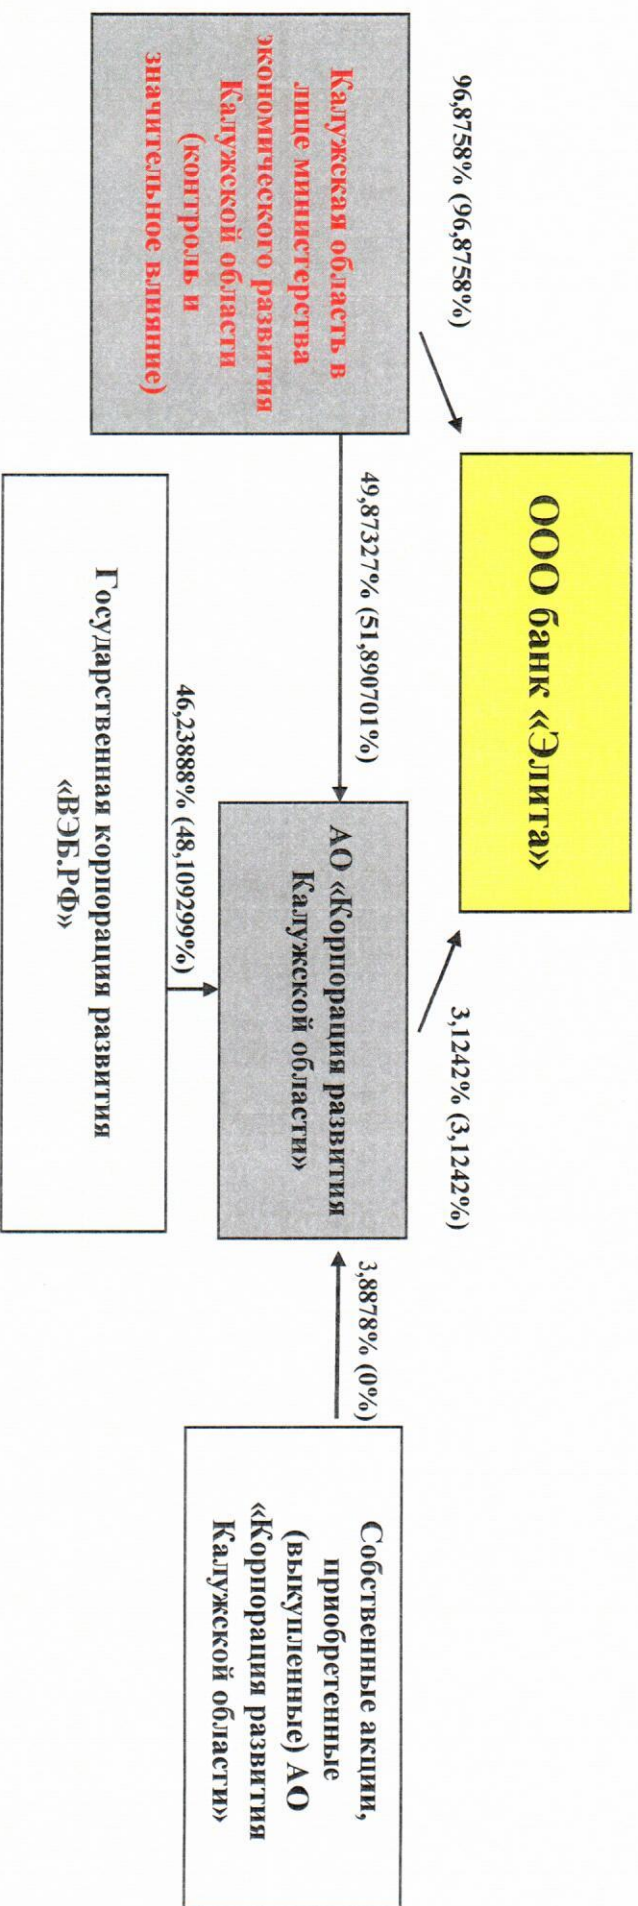 ООО банк «Элита»
96,8758% (96,8758%)
3,1242% (3,1242%)
Калужская область в
лице министерства
экономического развития
Калужской области
(контроль и
значительное влияние)
49,87327% (51,890701%)
АО «Корпорация развития
Калужской области»
3,8878% (0%)
Собственные акции,
приобретенные
(выкупленные) АО
«Корпорация развития
Калужской области»
46,23888% (48,109299%)
Государственная корпорация развития
«ВЭБ.РФ»